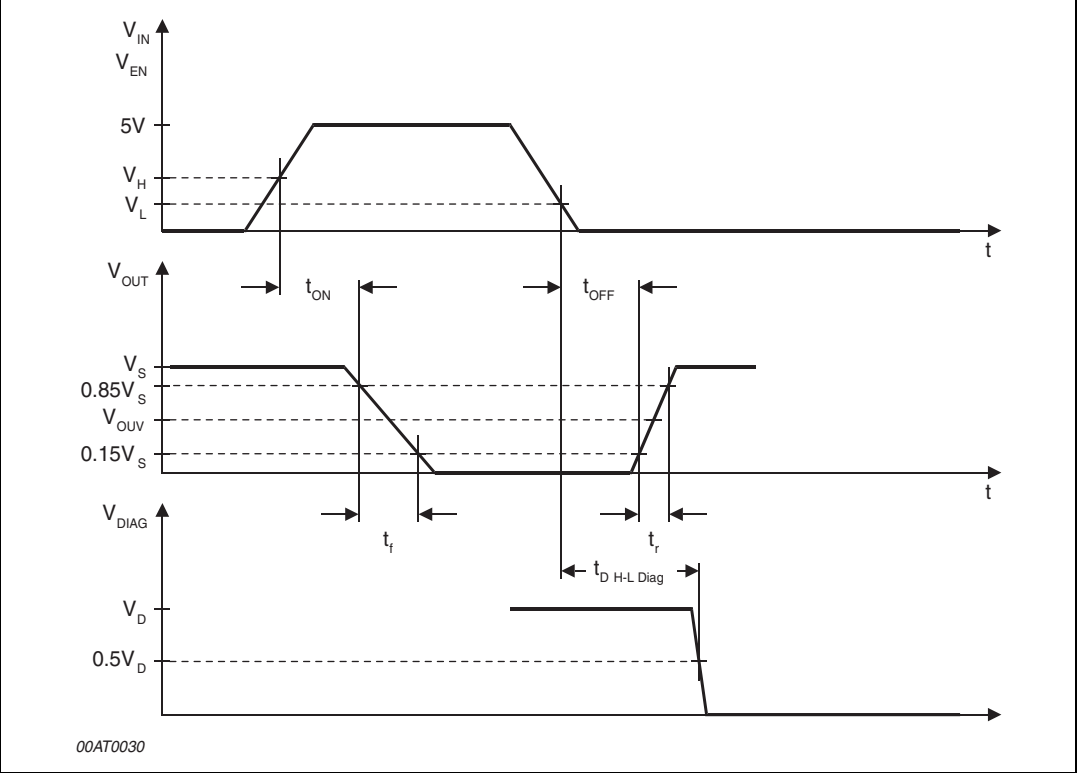 V_IN
V_EN
5V
V_H
V_L
t
V_OUT
t_ON
t_OFF
V_S
0.85V_S
V_OUV
0.15V_S
t
V_DIAG
t_f
t_r
t_D H-L Diag
V_D
0.5V_D
00AT0030